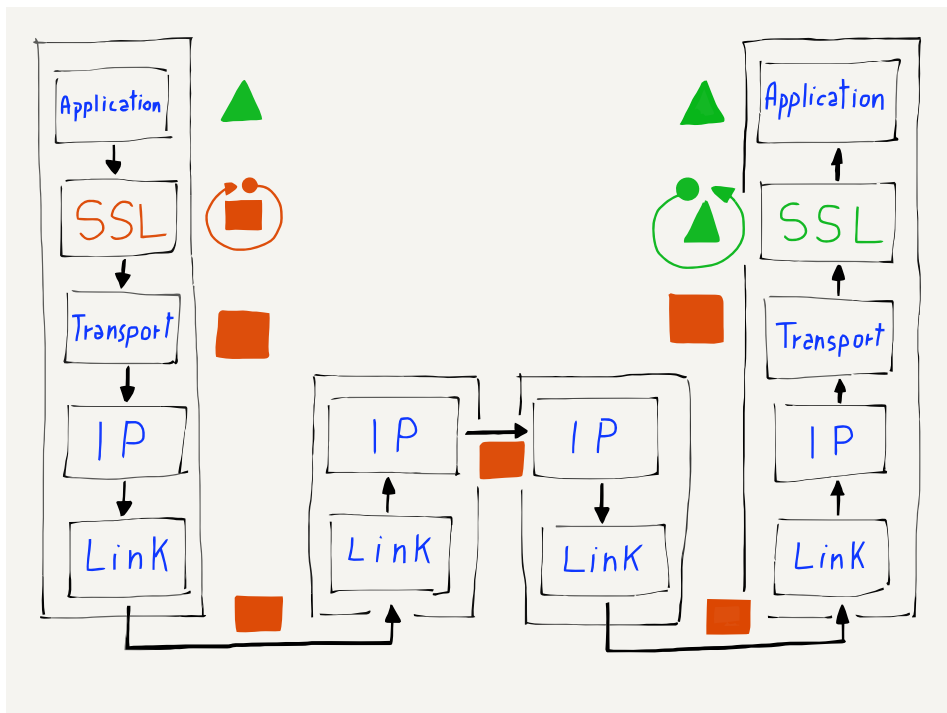 Application
SSL
Transport
IP
Link
IP
Link
IP
Link
Application
SSL
Transport
IP
Link